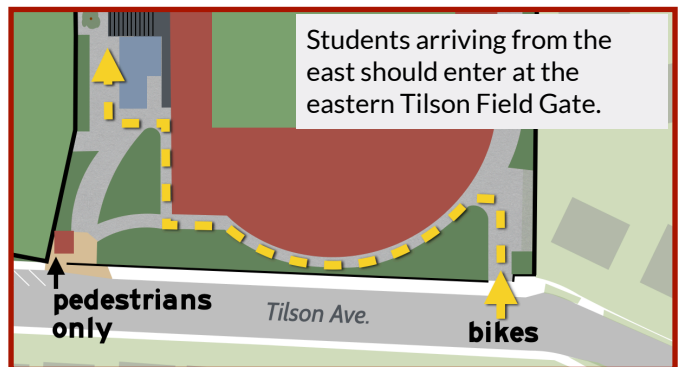 Students arriving from the
east should enter at the
eastern Tilson Field Gate.
pedestrians
only
Tilson Ave.
bikes